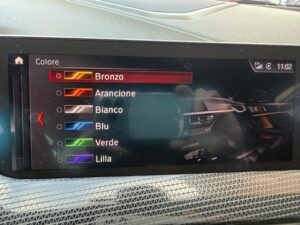 Colore
11:02
Bronzo
Arancione
Bianco
Blu
Verde
Lilla